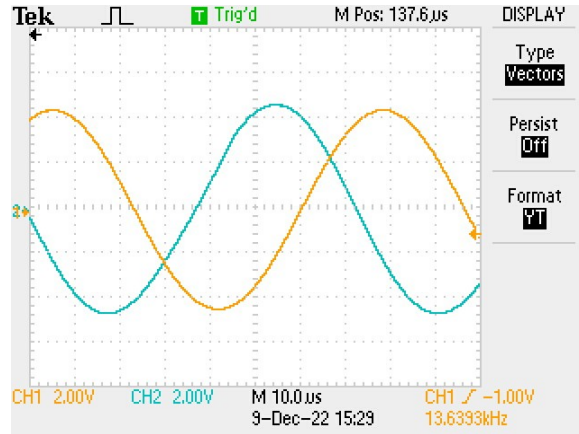 Tek T Trig'd M Pos: 137.6µs DISPLAY
Type
Vectors
Persist
Off
Format
YT
2
CH1 2.00V CH2 2.00V M 10.0µs CH1 -1.00V
9-Dec-22 15:29 13.6393kHz